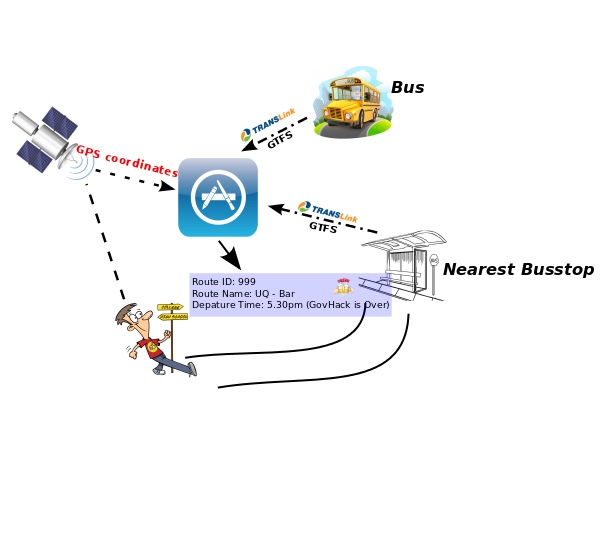 Bus
TRANSLink
GTFS
GPS coordinates
TRANSLink
GTFS
Nearest Busstop
Route ID: 999
Route Name: UQ - Bar
Depature Time: 5.30pm (GovHack is Over)